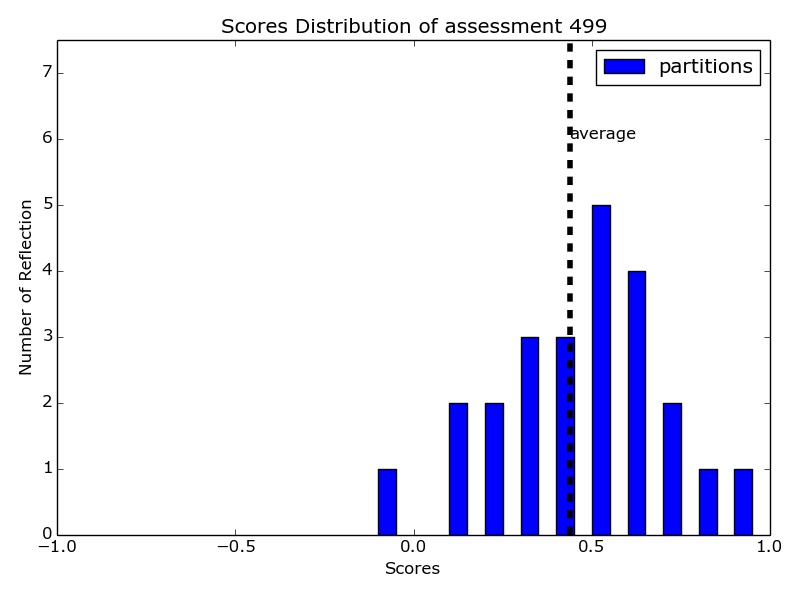 Scores Distribution of assessment 499
partitions
average
Number of Reflection
7
6
5
4
3
2
1
0
−1.0 −0.5 0.0 0.5 1.0
Scores